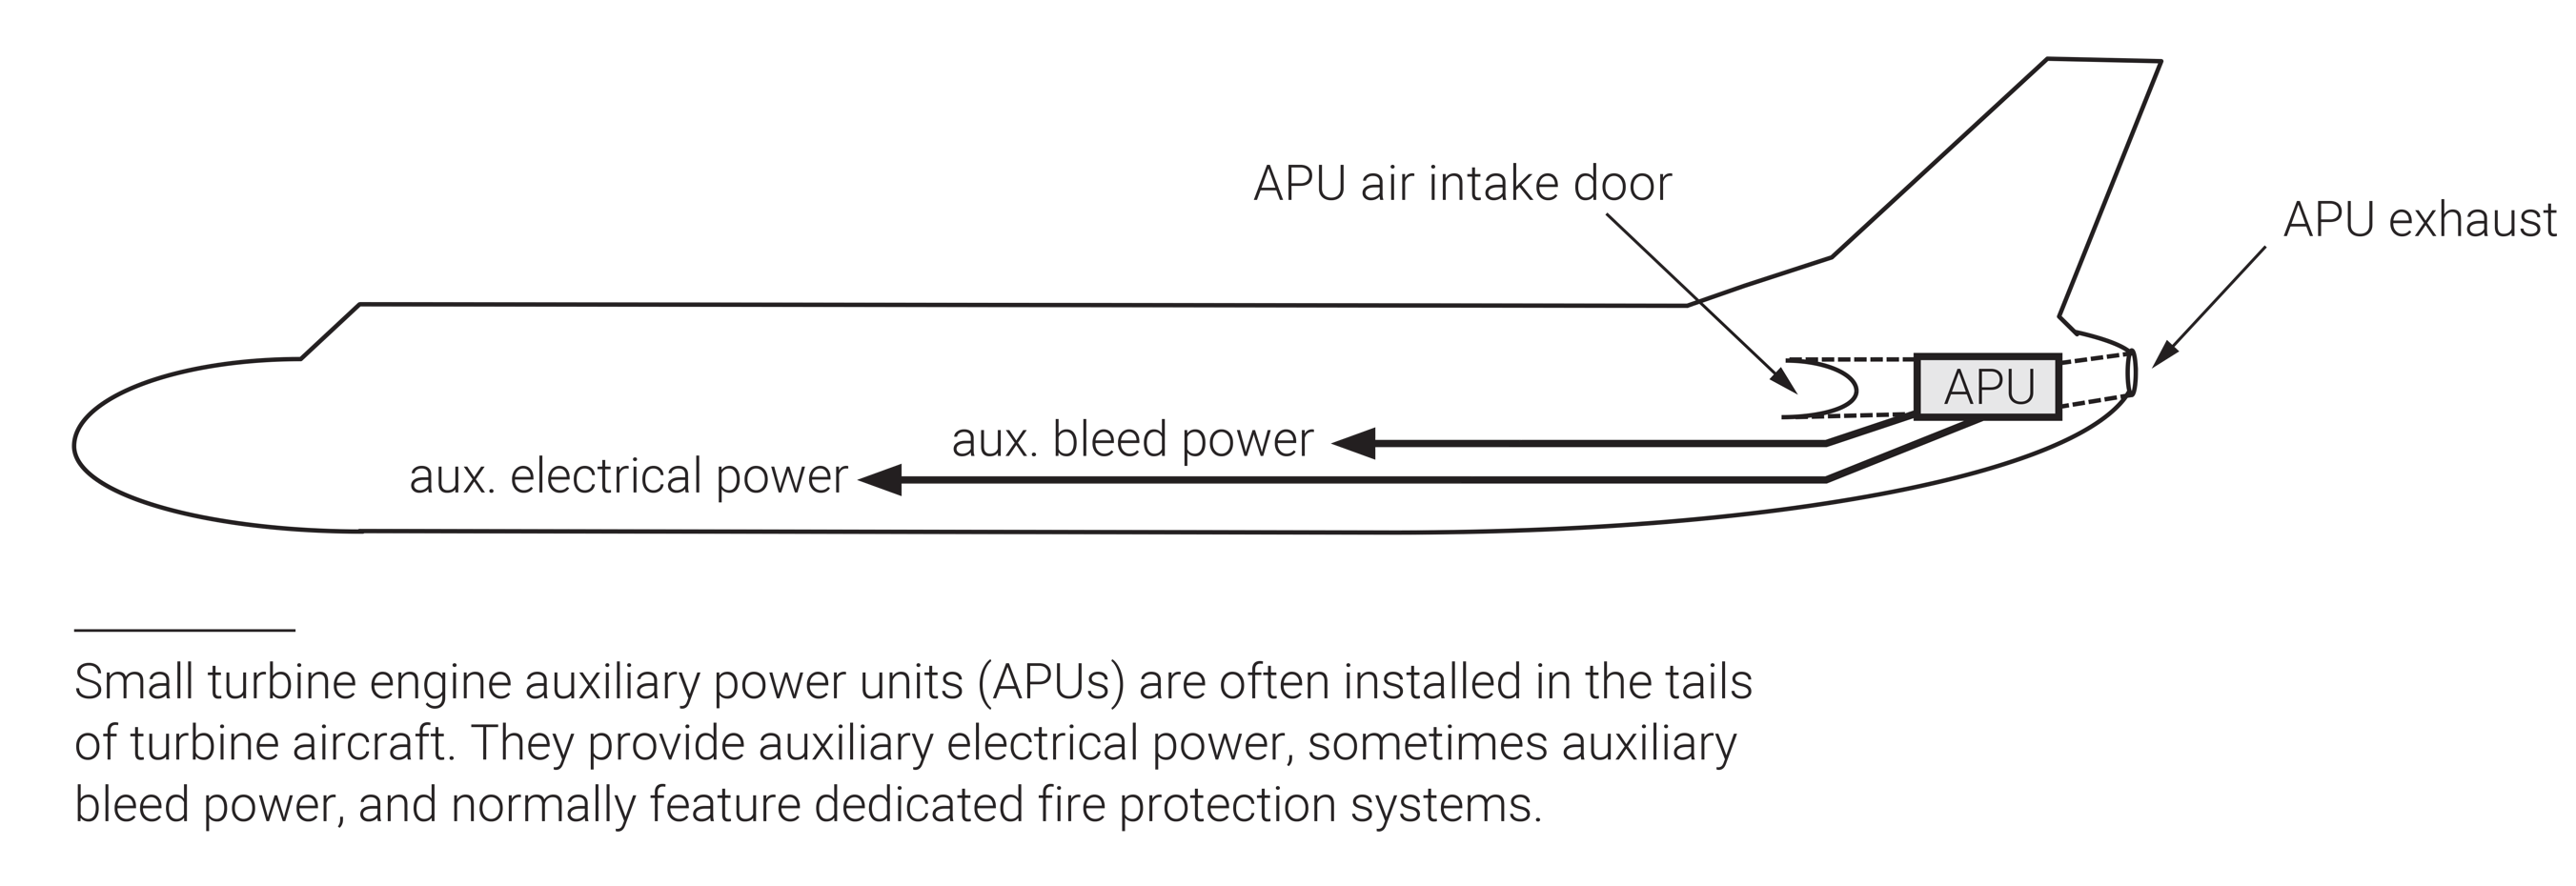 APU air intake door
APU exhaust
APU
aux. bleed power
aux. electrical power
Small turbine engine auxiliary power units (APUs) are often installed in the tails
of turbine aircraft. They provide auxiliary electrical power, sometimes auxiliary
bleed power, and normally feature dedicated fire protection systems.